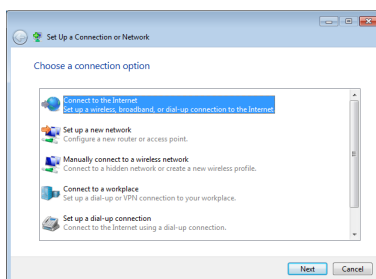 Set Up a Connection or Network
Choose a connection option
Connect to the Internet
Set up a wireless, broadband, or dial-up connection to the Internet.
Set up a new network
Configure a new router or access point.
Manually connect to a wireless network
Connect to a hidden network or create a new wireless profile.
Connect to a workplace
Set up a dial-up or VPN connection to your workplace.
Set up a dial-up connection
Connect to the Internet using a dial-up connection.
Next
Cancel